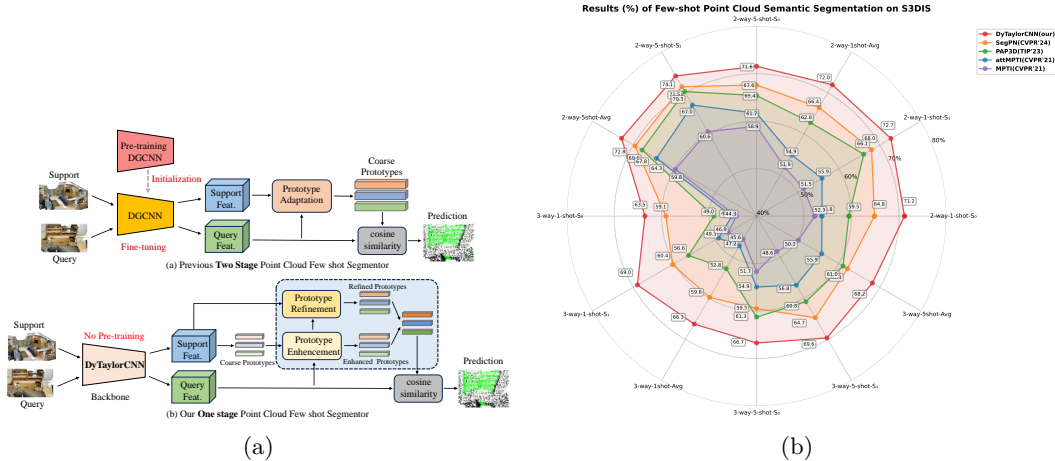 Pre-training
DGCNN
Initialization
Support
DGCNN
Fine-tuning
Query
Support
Feat.
Query
Feat.
Prototype
Adaptation
Coarse
Prototypes
cosine
similarity
Prediction
(a) Previous Two Stage Point Cloud Few shot Segmentor
Support
No Pre-training
DyTaylorCNN
Backbone
Query
Support
Feat.
Query
Feat.
Coarse Prototypes
Prototype
Refinement
Refined Prototypes
Prototype
Enhancement
Enhanced Prototypes
cosine
similarity
Prediction
(b) Our One stage Point Cloud Few shot Segmentor
(a)
Results (%) of Few-shot Point Cloud Semantic Segmentation on S3DIS
2-way-5-shot-S₀
2-way-5-shot-S₁
2-way-1shot-Avg
2-way-5shot-Avg
2-way-1-shot-S₁
3-way-1-shot-S₀
2-way-1-shot-S₀
3-way-1-shot-S₁
3-way-5shot-Avg
3-way-1shot-Avg
3-way-5-shot-S₁
3-way-5-shot-S₀
DyTaylorCNN(our)
SegPN(CVPR'24)
PAP3D(TIP'23)
attMPTI(CVPR'21)
MPTI(CVPR'21)
40%
50%
60%
70%
80%
71.6
67.6
65.4
61.7
58.9
72.0
66.4
62.8
54.9
51.9
72.7
68.0
66.1
55.9
51.5
71.2
64.8
59.5
52.3
68.2
61.0
55.9
50.2
69.6
64.7
60.8
56.8
48.6
66.7
61.3
59.5
54.9
51.7
66.3
59.8
52.8
47.2
45.6
69.0
60.4
56.6
49.3
46.9
63.5
59.1
49.0
44.3
72.8
67.8
64.3
59.8
74.1
70.3
67.0
60.6
(b)